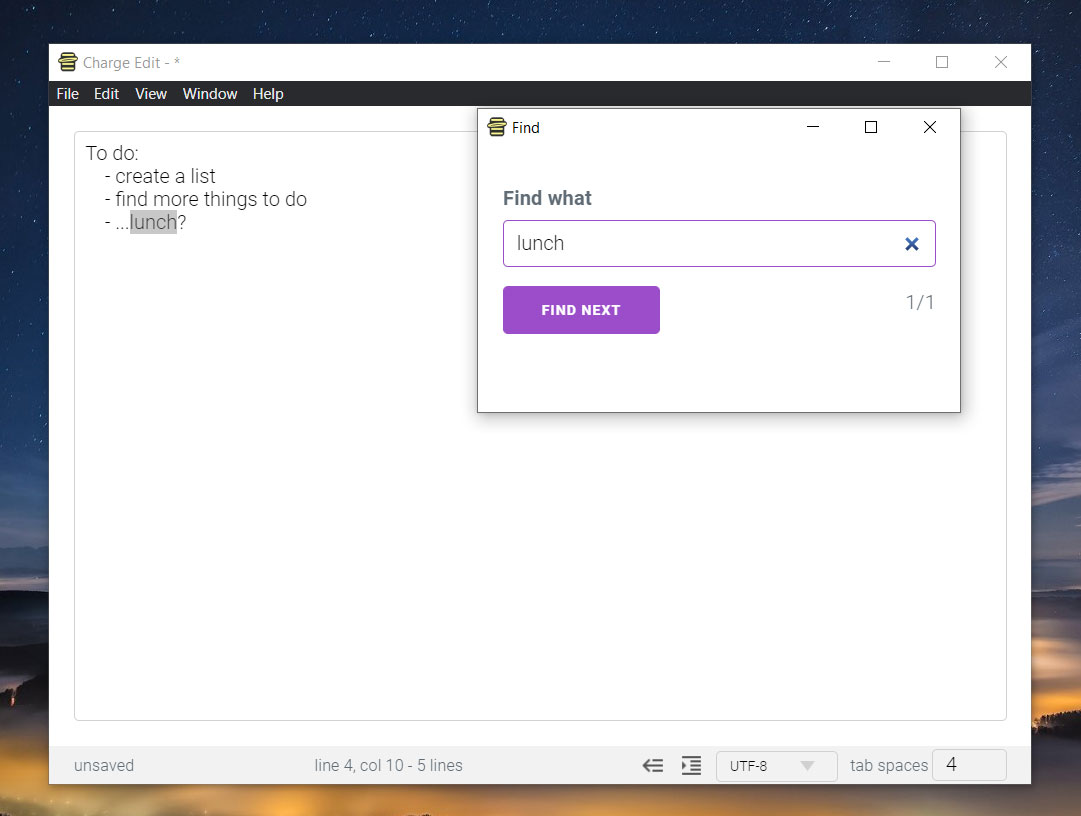 Charge Edit - *
File Edit View Window Help
To do:
- create a list
- find more things to do
- ...lunch?
Find
Find what
lunch
FIND NEXT
1/1
unsaved
line 4, col 10 - 5 lines
UTF-8
tab spaces 4